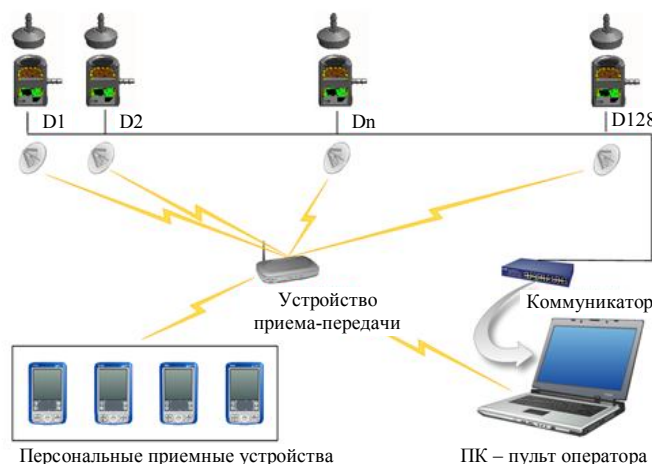 D1
D2
Dn
D128
Устройство
приема-передачи
Коммуникатор
Персональные приемные устройства
ПК – пульт оператора